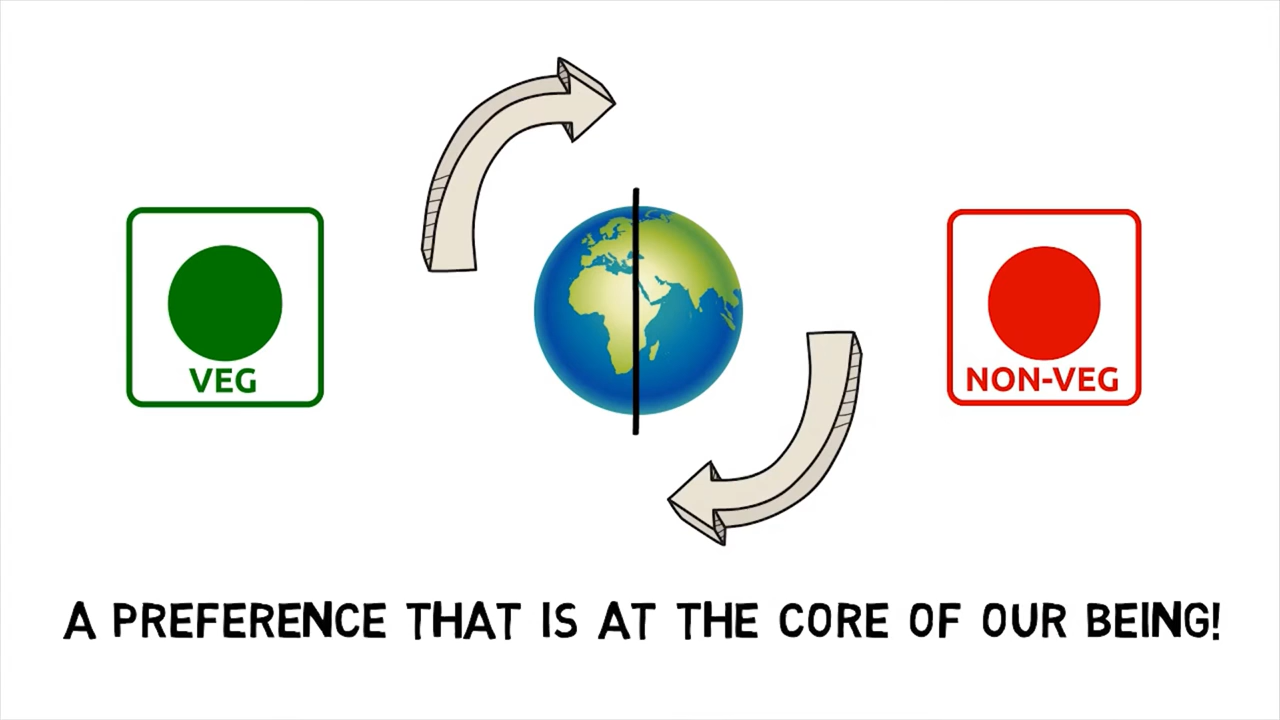 VEG
NON-VEG
A PREFERENCE THAT IS AT THE CORE OF OUR BEING!